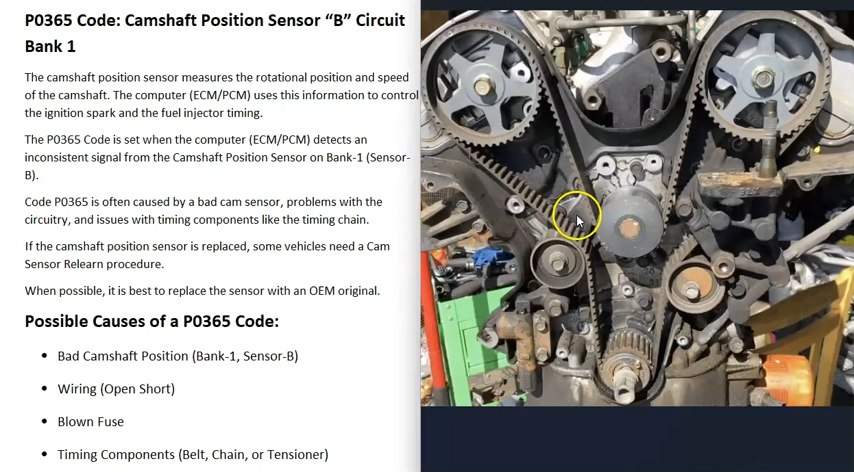 P0365 Code: Camshaft Position Sensor “B” Circuit
Bank 1
The camshaft position sensor measures the rotational position and speed
of the camshaft. The computer (ECM/PCM) uses this information to control
the ignition spark and the fuel injector timing.
The P0365 Code is set when the computer (ECM/PCM) detects an
inconsistent signal from the Camshaft Position Sensor on Bank-1 (Sensor-
B).
Code P0365 is often caused by a bad cam sensor, problems with the
circuitry, and issues with timing components like the timing chain.
If the camshaft position sensor is replaced, some vehicles need a Cam
Sensor Relearn procedure.
When possible, it is best to replace the sensor with an OEM original.
Possible Causes of a P0365 Code:
• Bad Camshaft Position (Bank-1, Sensor-B)
• Wiring (Open Short)
• Blown Fuse
• Timing Components (Belt, Chain, or Tensioner)